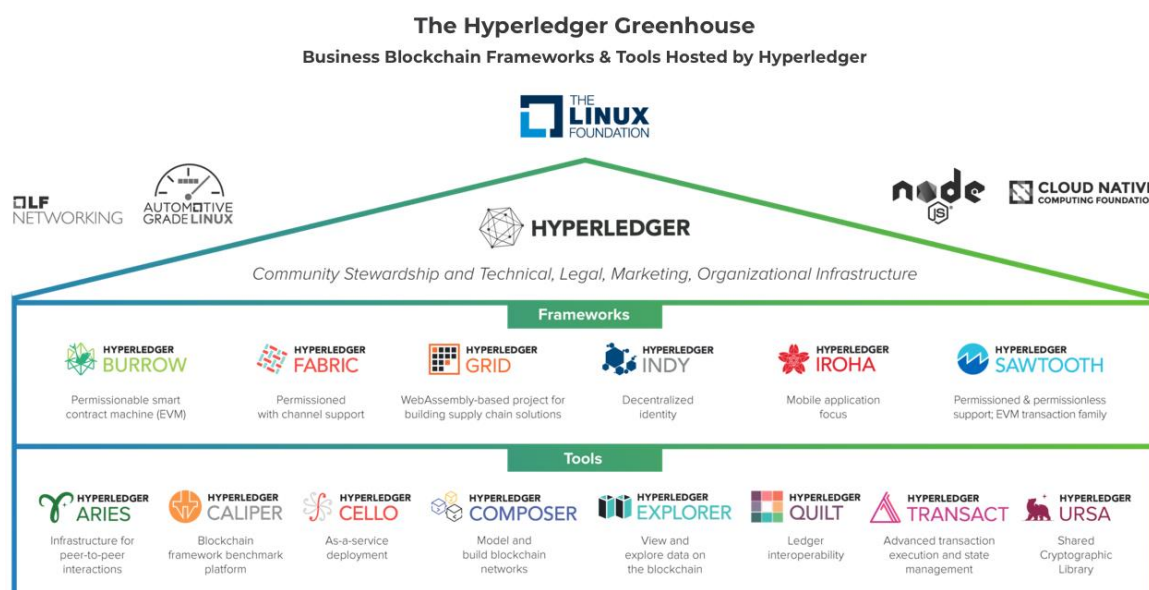 The Hyperledger Greenhouse
Business Blockchain Frameworks & Tools Hosted by Hyperledger
THE
LINUX
FOUNDATION
LF
NETWORKING
AUTOMOTIVE
GRADE LINUX
node
JS
CLOUD NATIVE
COMPUTING FOUNDATION
HYPERLEDGER
Community Stewardship and Technical, Legal, Marketing, Organizational Infrastructure
Frameworks
HYPERLEDGER
BURROW
Permissionable smart
contract machine (EVM)
HYPERLEDGER
FABRIC
Permissioned
with channel support
HYPERLEDGER
GRID
WebAssembly-based project for
building supply chain solutions
HYPERLEDGER
INDY
Decentralized
identity
HYPERLEDGER
IROHA
Mobile application
focus
HYPERLEDGER
SAWTOOTH
Permissioned & permissionless
support; EVM transaction family
Tools
HYPERLEDGER
ARIES
Infrastructure for
peer-to-peer
interactions
HYPERLEDGER
CALIPER
Blockchain
framework benchmark
platform
HYPERLEDGER
CELLO
As-a-service
deployment
HYPERLEDGER
COMPOSER
Model and
build blockchain
networks
HYPERLEDGER
EXPLORER
View and
explore data on
the blockchain
HYPERLEDGER
QUILT
Ledger
interoperability
HYPERLEDGER
TRANSACT
Advanced transaction
execution and state
management
HYPERLEDGER
URSA
Shared
Cryptographic
Library